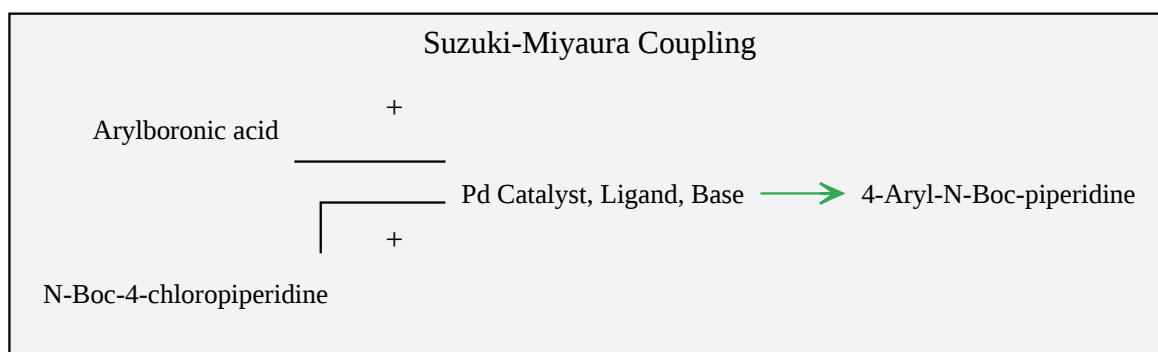 Suzuki-Miyaura Coupling
+
Arylboronic acid
Pd Catalyst, Ligand, Base
4-Aryl-N-Boc-piperidine
+
N-Boc-4-chloropiperidine